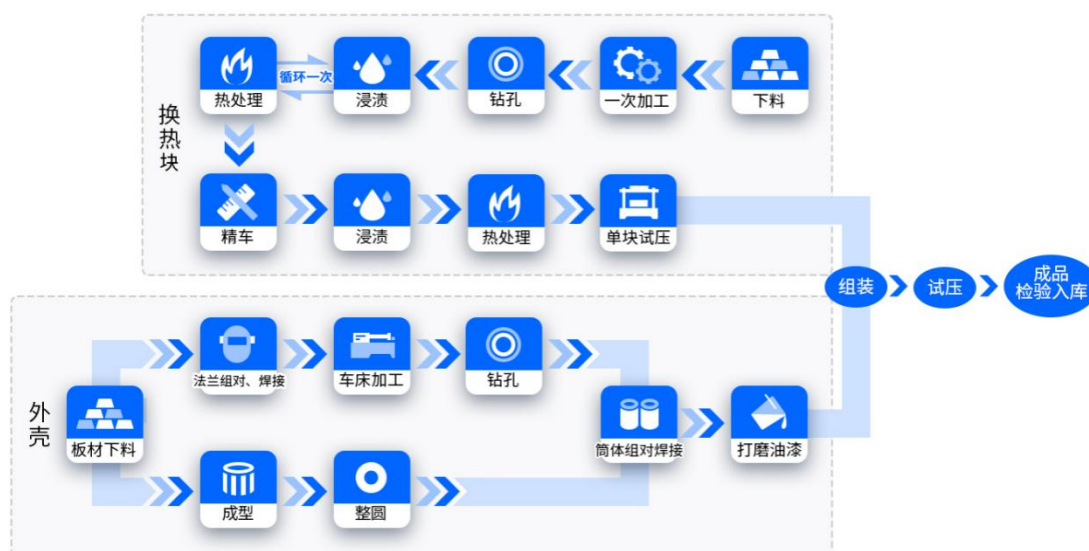 换热块
热处理
循环一次
浸渍
钻孔
一次加工
下料
精车
浸渍
热处理
单块试压
外壳
板材下料
法兰组对、焊接
车床加工
钻孔
成型
整圆
筒体组对焊接
打磨油漆
组装
试压
成品
检验入库